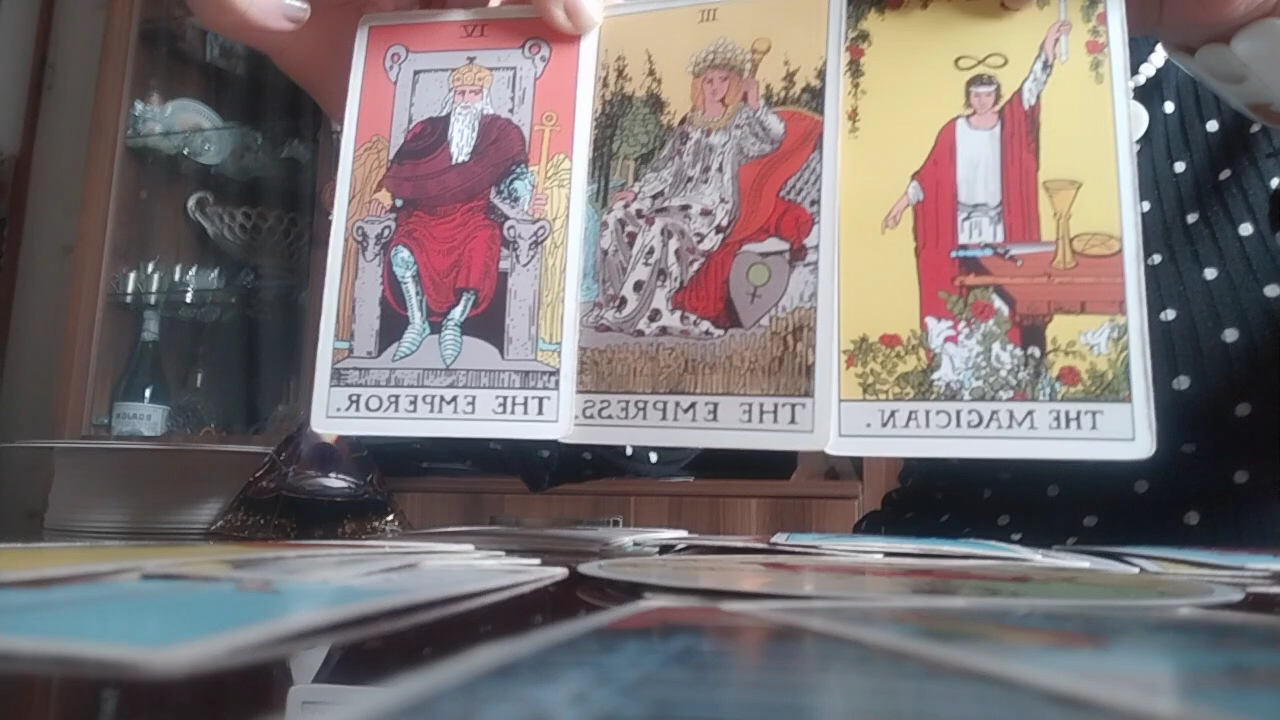 IV
THE EMPEROR.
III
THE EMPRESS.
THE MAGICIAN.